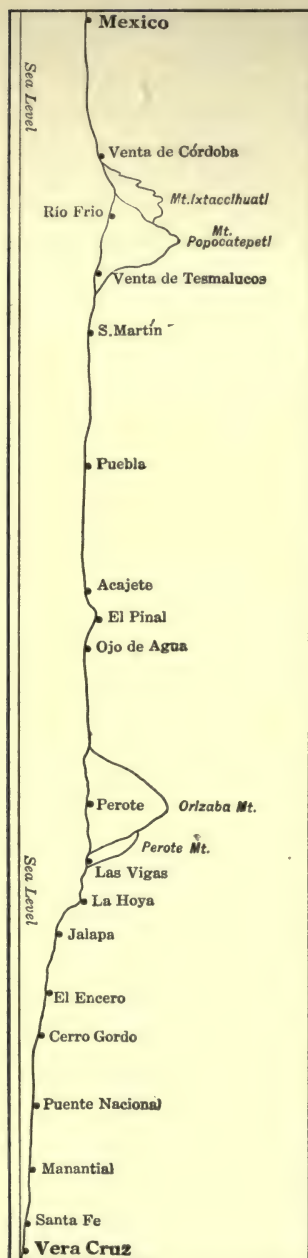 Mexico
Sea Level
Venta de Córdoba
Mt. Ixtaccihuatl
Río Frio
Mt.
Popocatepetl
Venta de Tesmalucos
S. Martín
Puebla
Acajete
El Pinal
Ojo de Agua
Perote
Orizaba Mt.
Perote Mt.
Las Vigas
Sea Level
La Hoya
Jalapa
El Encero
Cerro Gordo
Puente Nacional
Manantial
Santa Fe
Vera Cruz